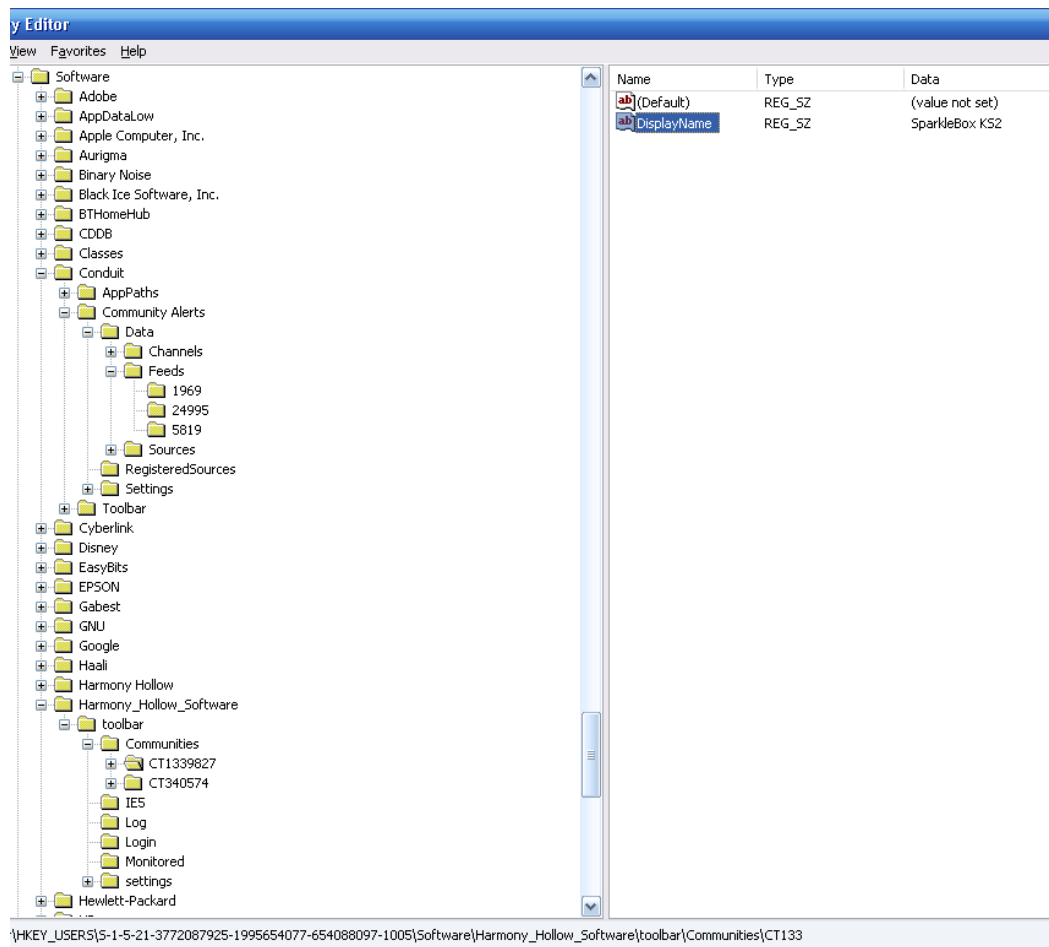 y Editor
View Favorites Help
Software
Adobe
AppDataLow
Apple Computer, Inc.
Aurigma
Binary Noise
Black Ice Software, Inc.
BTHomeHub
CDDB
Classes
Conduit
AppPaths
Community Alerts
Data
Channels
Feeds
1969
24995
5819
Sources
RegisteredSources
Settings
Toolbar
Cyberlink
Disney
EasyBits
EPSON
Gabest
GNU
Google
Haali
Harmony Hollow
Harmony_Hollow_Software
toolbar
Communities
CT1339827
CT340574
IE5
Log
Login
Monitored
settings
Hewlett-Packard
Name Type Data
(Default) REG_SZ (value not set)
DisplayName REG_SZ SparkleBox KS2
\HKEY_USERS\S-1-5-21-3772087925-1995654077-654088097-1005\Software\Harmony_Hollow_Software\toolbar\Communities\CT133